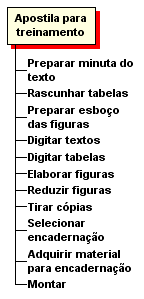 Apostila para
treinamento
Preparar minuta do
texto
Rascunhar tabelas
Preparar esboço
das figuras
Digitar textos
Digitar tabelas
Elaborar figuras
Reduzir figuras
Tirar cópias
Selecionar
encadernação
Adquirir material
para encadernação
Montar